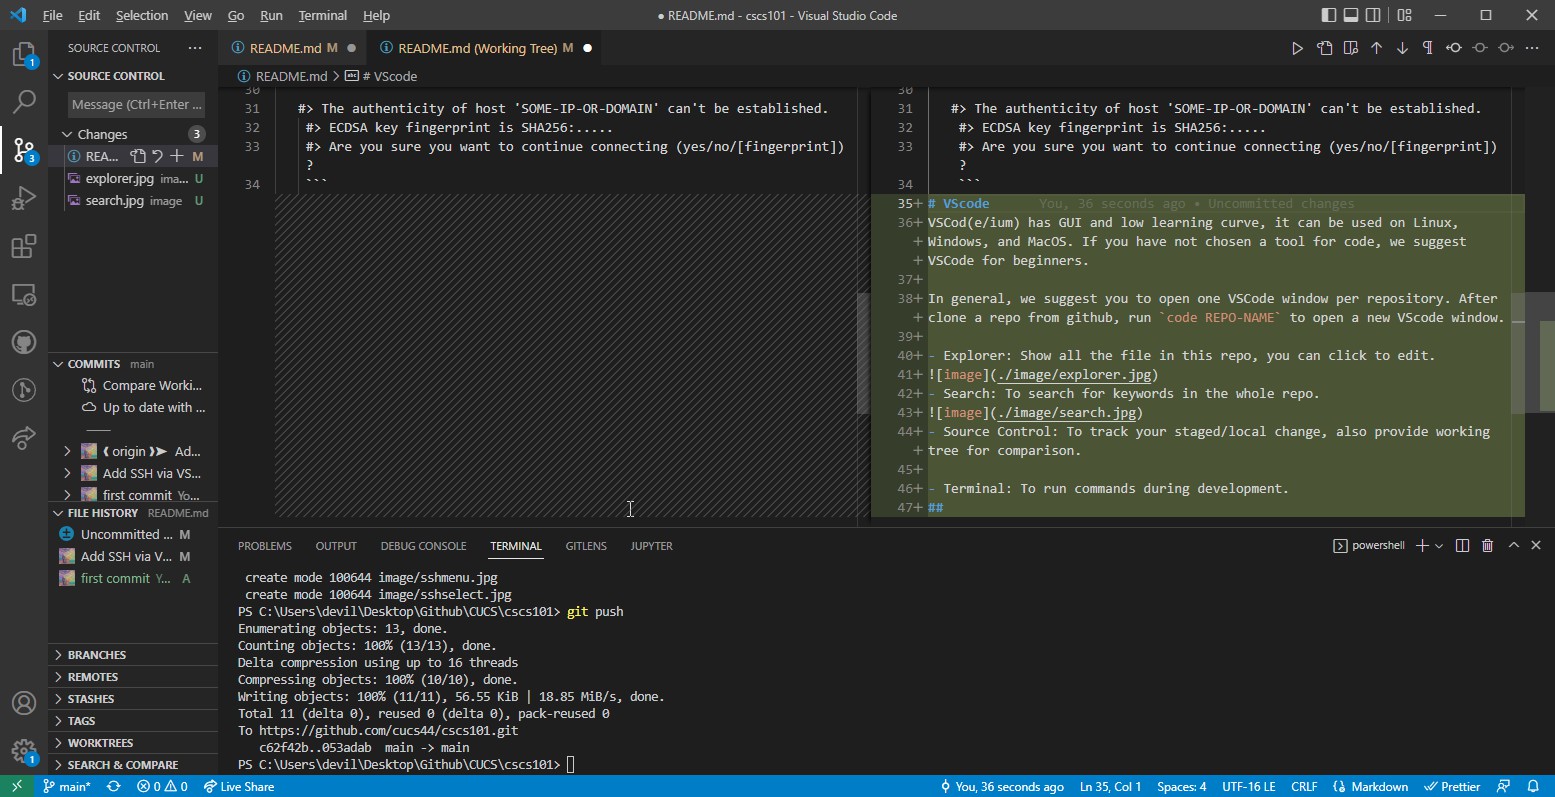 File Edit Selection View Go Run Terminal Help
● README.md - cscs101 - Visual Studio Code
1
3
1
SOURCE CONTROL ···
SOURCE CONTROL
Message (Ctrl+Enter ...
Changes 3
REA... M
explorer.jpg ima... U
search.jpg image U
COMMITS main
Compare Worki...
Up to date with ...
origin Ad...
Add SSH via VS...
first commit Yo...
FILE HISTORY README.md
Uncommitted ... M
Add SSH via V... M
first commit Y... A
BRANCHES
REMOTES
STASHES
TAGS
WORKTREES
SEARCH & COMPARE
README.md M ●
README.md (Working Tree) M ●
README.md > # VScode
30
31 #> The authenticity of host 'SOME-IP-OR-DOMAIN' can't be established.
32 #> ECDSA key fingerprint is SHA256:.....
33 #> Are you sure you want to continue connecting (yes/no/[fingerprint])
?
34 ```
30
31 #> The authenticity of host 'SOME-IP-OR-DOMAIN' can't be established.
32 #> ECDSA key fingerprint is SHA256:.....
33 #> Are you sure you want to continue connecting (yes/no/[fingerprint])
?
34 ```
35+ # VScode You, 36 seconds ago • Uncommitted changes
36+ VSCod(e/ium) has GUI and low learning curve, it can be used on Linux,
+ Windows, and MacOS. If you have not chosen a tool for code, we suggest
+ VSCode for beginners.
37+
38+ In general, we suggest you to open one VSCode window per repository. After
+ clone a repo from github, run `code REPO-NAME` to open a new VScode window.
39+
40+ - Explorer: Show all the file in this repo, you can click to edit.
41+ ![image](./image/explorer.jpg)
42+ - Search: To search for keywords in the whole repo.
43+ ![image](./image/search.jpg)
44+ - Source Control: To track your staged/local change, also provide working
+ tree for comparison.
45+
46+ - Terminal: To run commands during development.
47+ ##
PROBLEMS OUTPUT DEBUG CONSOLE TERMINAL GITLENS JUPYTER
powershell
create mode 100644 image/sshmenu.jpg
create mode 100644 image/sshselect.jpg
PS C:\Users\devil\Desktop\Github\CUCS\cscs101> git push
Enumerating objects: 13, done.
Counting objects: 100% (13/13), done.
Delta compression using up to 16 threads
Compressing objects: 100% (10/10), done.
Writing objects: 100% (11/11), 56.55 KiB | 18.85 MiB/s, done.
Total 11 (delta 0), reused 0 (delta 0), pack-reused 0
To https://github.com/cucs44/cscs101.git
c62f42b..053adab main -> main
PS C:\Users\devil\Desktop\Github\CUCS\cscs101>
main* 0 0 Live Share
You, 36 seconds ago Ln 35, Col 1 Spaces: 4 UTF-16 LE CRLF Markdown Prettier